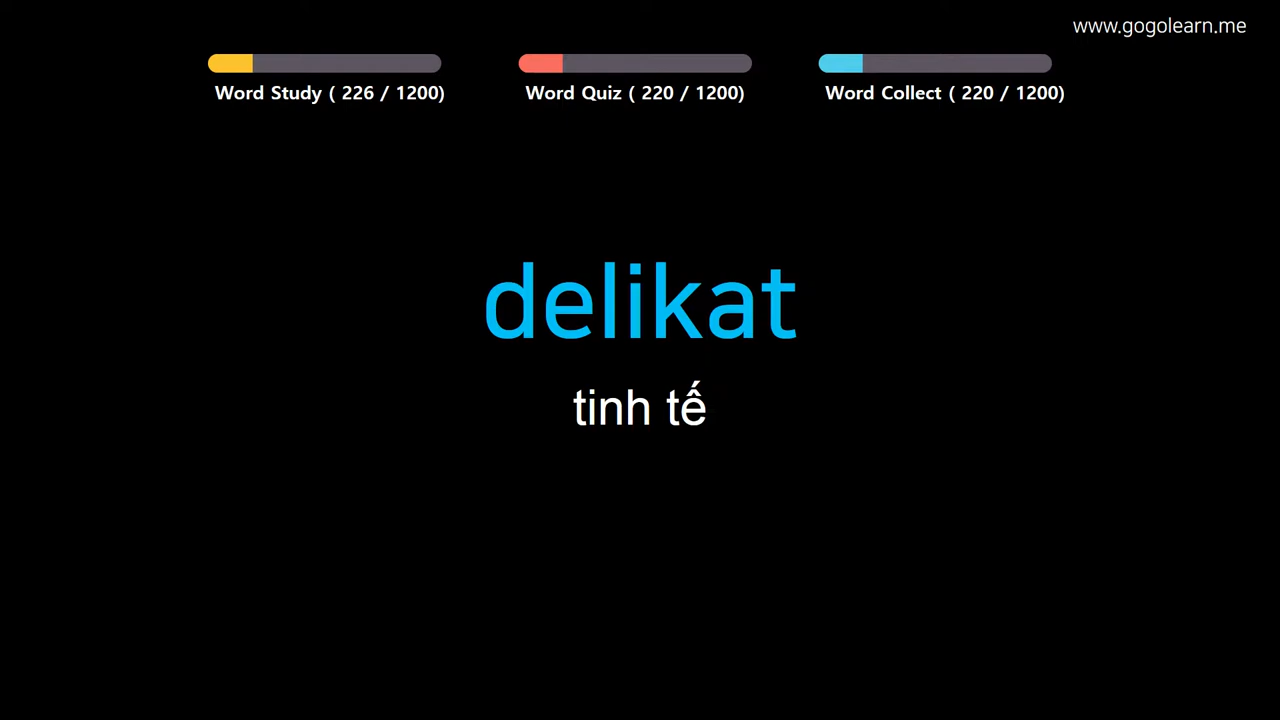 www.gogolearn.me
Word Study ( 226 / 1200)
Word Quiz ( 220 / 1200)
Word Collect ( 220 / 1200)
delikat
tinh tế